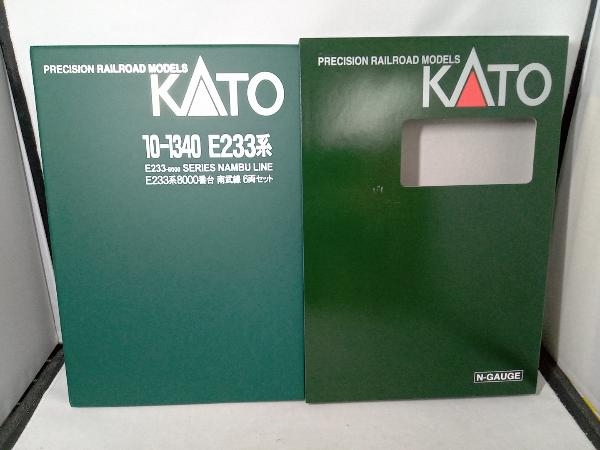 PRECISION RAILROAD MODELS
KATO
10-1340 E233系
E233-8000 SERIES NAMBU LINE
E233系8000番台 南武線 6両セット
PRECISION RAILROAD MODELS
KATO
N-GAUGE